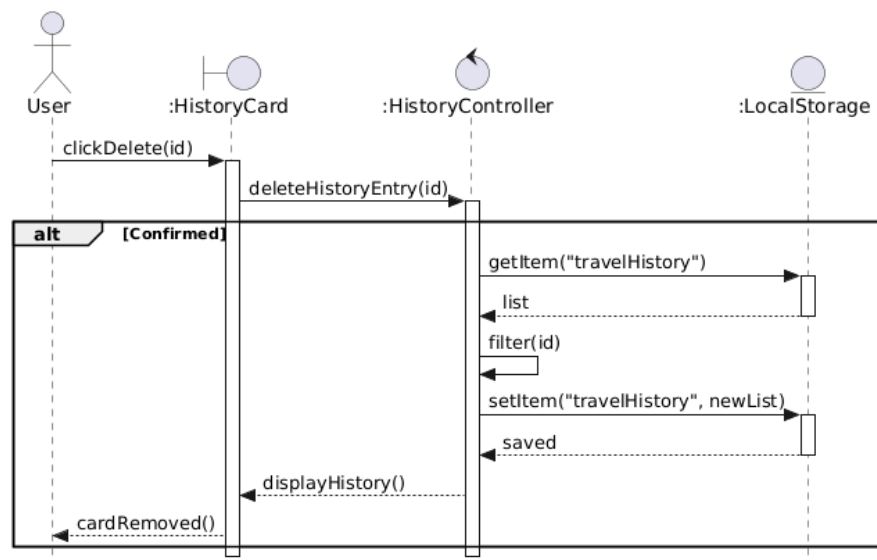 User
:HistoryCard
:HistoryController
:LocalStorage
clickDelete(id)
deleteHistoryEntry(id)
alt
[Confirmed]
getItem("travelHistory")
list
filter(id)
setItem("travelHistory", newList)
saved
displayHistory()
cardRemoved()